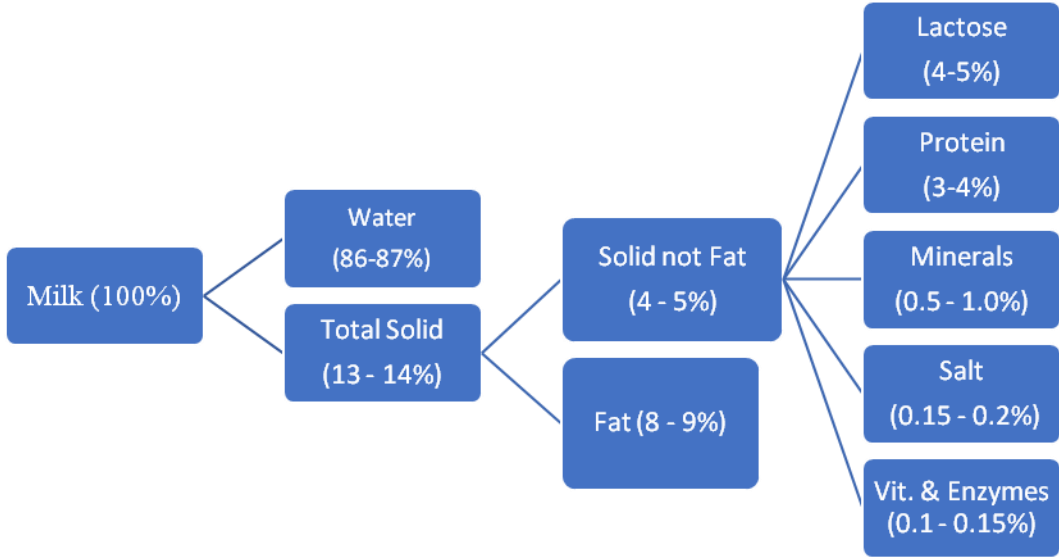 Milk (100%)
Water
(86-87%)
Total Solid
(13 - 14%)
Solid not Fat
(4 - 5%)
Fat (8 - 9%)
Lactose
(4-5%)
Protein
(3-4%)
Minerals
(0.5 - 1.0%)
Salt
(0.15 - 0.2%)
Vit. & Enzymes
(0.1 - 0.15%)